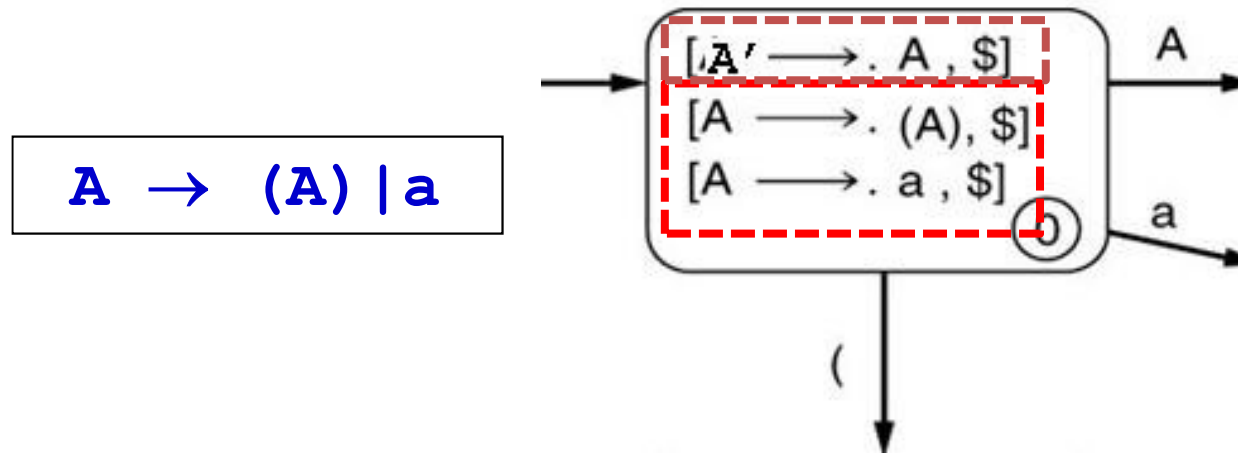 A → (A)|a
[A′ ⟶. A , $]
[A ⟶. (A), $]
[A ⟶. a , $]
0
A
a
(